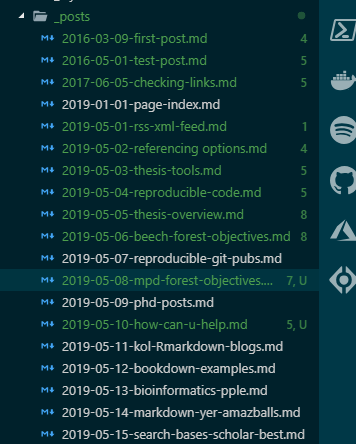 _posts
2016-03-09-first-post.md 4
2016-05-01-test-post.md 5
2017-06-05-checking-links.md 5
2019-01-01-page-index.md
2019-05-01-rss-xml-feed.md 1
2019-05-02-referencing options.md 4
2019-05-03-thesis-tools.md 5
2019-05-04-reproducible-code.md 5
2019-05-05-thesis-overview.md 8
2019-05-06-beech-forest-objectives.md 8
2019-05-07-reproducible-git-pubs.md
2019-05-08-mpd-forest-objectives.... 7, U
2019-05-09-phd-posts.md
2019-05-10-how-can-u-help.md 5, U
2019-05-11-kol-Rmarkdown-blogs.md
2019-05-12-bookdown-examples.md
2019-05-13-bioinformatics-pple.md
2019-05-14-markdown-yer-amazballs.md
2019-05-15-search-bases-scholar-best.md